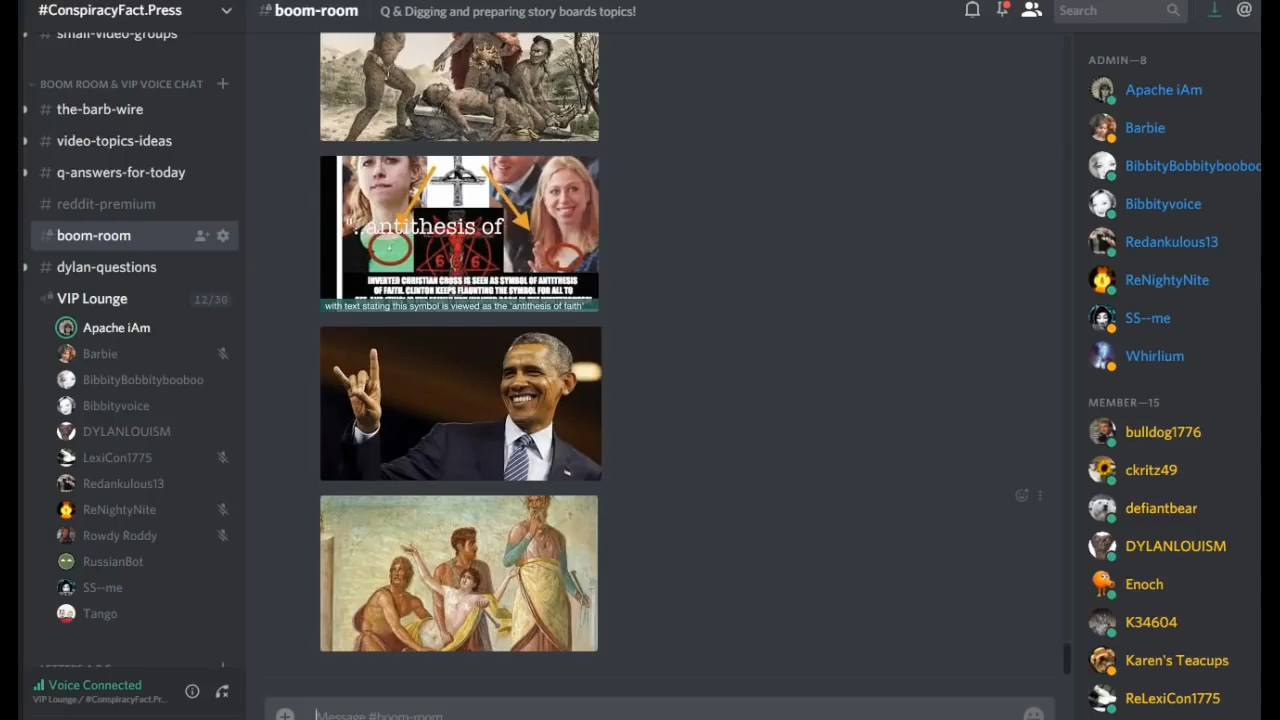 #ConspiracyFact.Press
small-video-groups
BOOM ROOM & VIP VOICE CHAT
# the-barb-wire
# video-topics-ideas
# q-answers-for-today
# reddit-premium
boom-room
# dylan-questions
VIP Lounge 12/30
Apache iAm
Barbie
BibbityBobbitybooboo
Bibbityvoice
DYLANLOUISM
LexiCon1775
Redankulous13
ReNightyNite
Rowdy Roddy
RussianBot
SS--me
Tango
Voice Connected
VIP Lounge / #ConspiracyFact.Pr...
#boom-room Q & Digging and preparing story boards topics!
Search
"..antithesis of
6 6
INVERTED CHRISTIAN CROSS IS SEEN AS SYMBOL OF ANTITHESIS
OF FAITH. CLINTON KEEPS FLAUNTING THE SYMBOL FOR ALL TO
with text stating this symbol is viewed as the 'antithesis of faith'
Message #boom-room
ADMIN—8
Apache iAm
Barbie
BibbityBobbityboboo
Bibbityvoice
Redankulous13
ReNightyNite
SS--me
Whirlium
MEMBER—15
bulldog1776
ckritz49
defiantbear
DYLANLOUISM
Enoch
K34604
Karen's Teacups
ReLexiCon1775